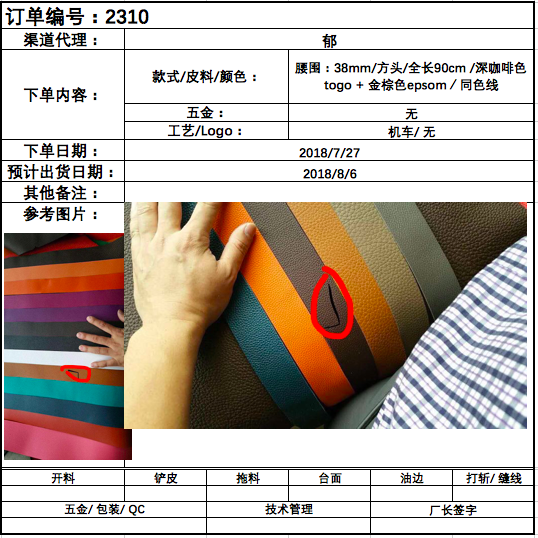 订单编号：2310
渠道代理： 郁
下单内容： 款式/皮料/颜色： 腰围：38mm/方头/全长90cm /深咖啡色
togo + 金棕色epsom / 同色线
五金： 无
工艺/Logo： 机车/ 无
下单日期： 2018/7/27
预计出货日期： 2018/8/6
其他备注：
参考图片：
开料 铲皮 拖料 台面 油边 打斩/ 缝线
五金/ 包装/ QC 技术管理 厂长签字